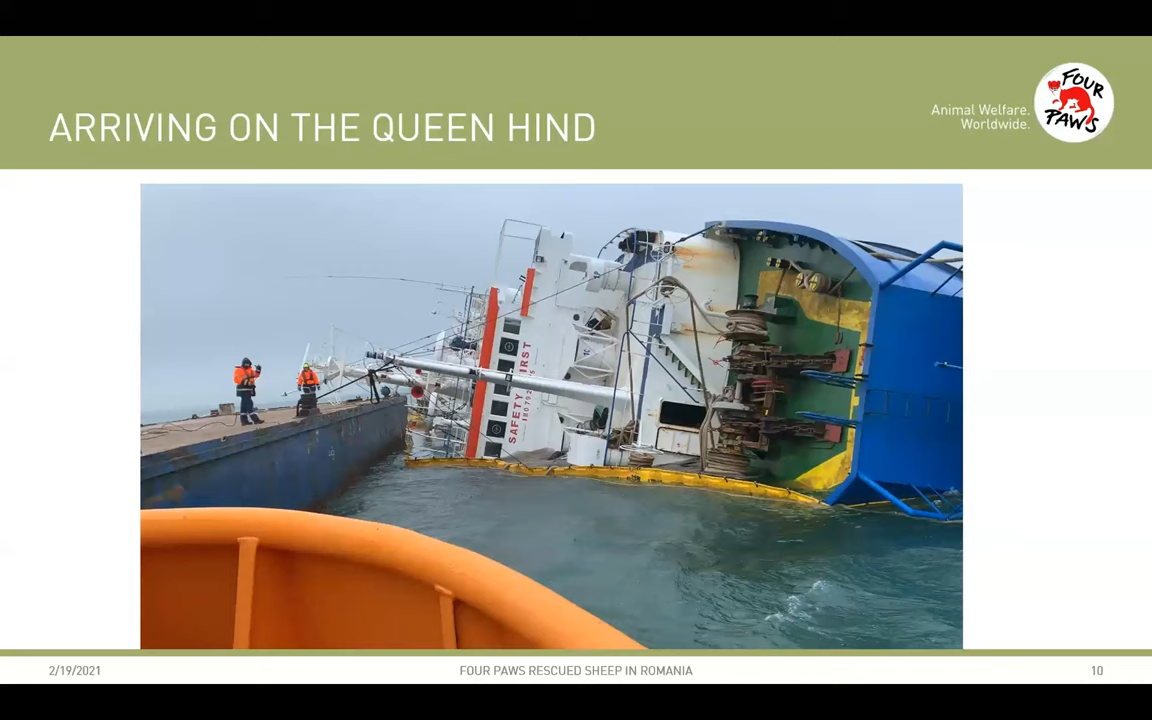 ARRIVING ON THE QUEEN HIND
Animal Welfare.
Worldwide.
FOUR
PAWS
SAFETY FIRST
2/19/2021
FOUR PAWS RESCUED SHEEP IN ROMANIA
10